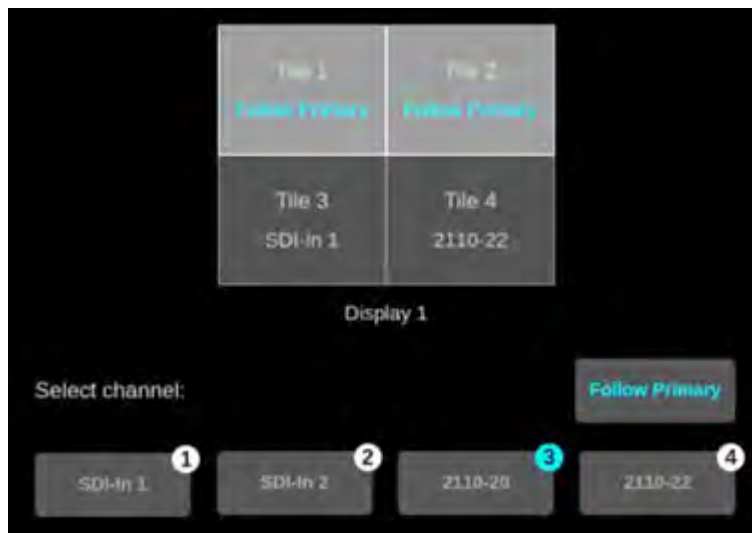 Tile 1
Tile 2
Follow Primary
Follow Primary
Tile 3
Tile 4
SDI-In 1
2110-22
Display 1
Select channel:
Follow Primary
1
2
3
4
SDI-In 1
SDI-In 2
2110-20
2110-22